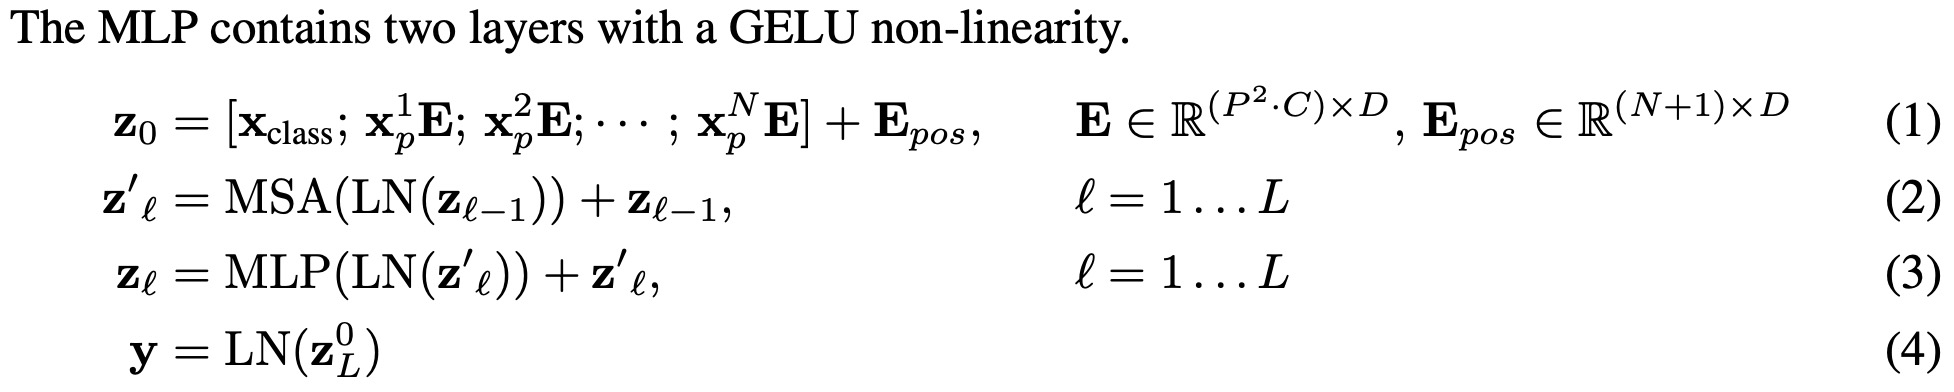 The MLP contains two layers with a GELU non-linearity.
$\mathbf{z}_0 = [\mathbf{x}_{\text{class}}; \mathbf{x}_p^1\mathbf{E}; \mathbf{x}_p^2\mathbf{E}; \cdots; \mathbf{x}_p^N\mathbf{E}] + \mathbf{E}_{pos}, \quad \mathbf{E} \in \mathbb{R}^{(P^2 \cdot C) \times D}, \mathbf{E}_{pos} \in \mathbb{R}^{(N+1) \times D}$ (1)
$\mathbf{z}'_\ell = \text{MSA}(\text{LN}(\mathbf{z}_{\ell-1})) + \mathbf{z}_{\ell-1}, \quad \ell = 1 \ldots L$ (2)
$\mathbf{z}_\ell = \text{MLP}(\text{LN}(\mathbf{z}'_\ell)) + \mathbf{z}'_\ell, \quad \ell = 1 \ldots L$ (3)
$\mathbf{y} = \text{LN}(\mathbf{z}_L^0)$ (4)